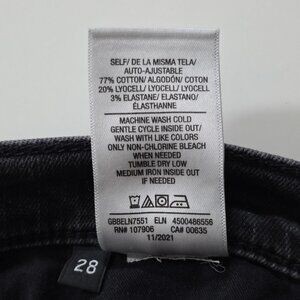 SELF/ DE LA MISMA TELA/
AUTO-AJUSTABLE
77% COTTON/ ALGODÓN/ COTON
20% LYOCELL/ LYOCELL/ LYOCELL
3% ELASTANE/ ELASTANO/
ÉLASTHANNE
MACHINE WASH COLD
GENTLE CYCLE INSIDE OUT/
WASH WITH LIKE COLORS
ONLY NON-CHLORINE BLEACH
WHEN NEEDED
TUMBLE DRY LOW
MEDIUM IRON INSIDE OUT
IF NEEDED
GBBELN7551 ELN 4500486556
RN# 107906 CA# 00635
11/2021
28